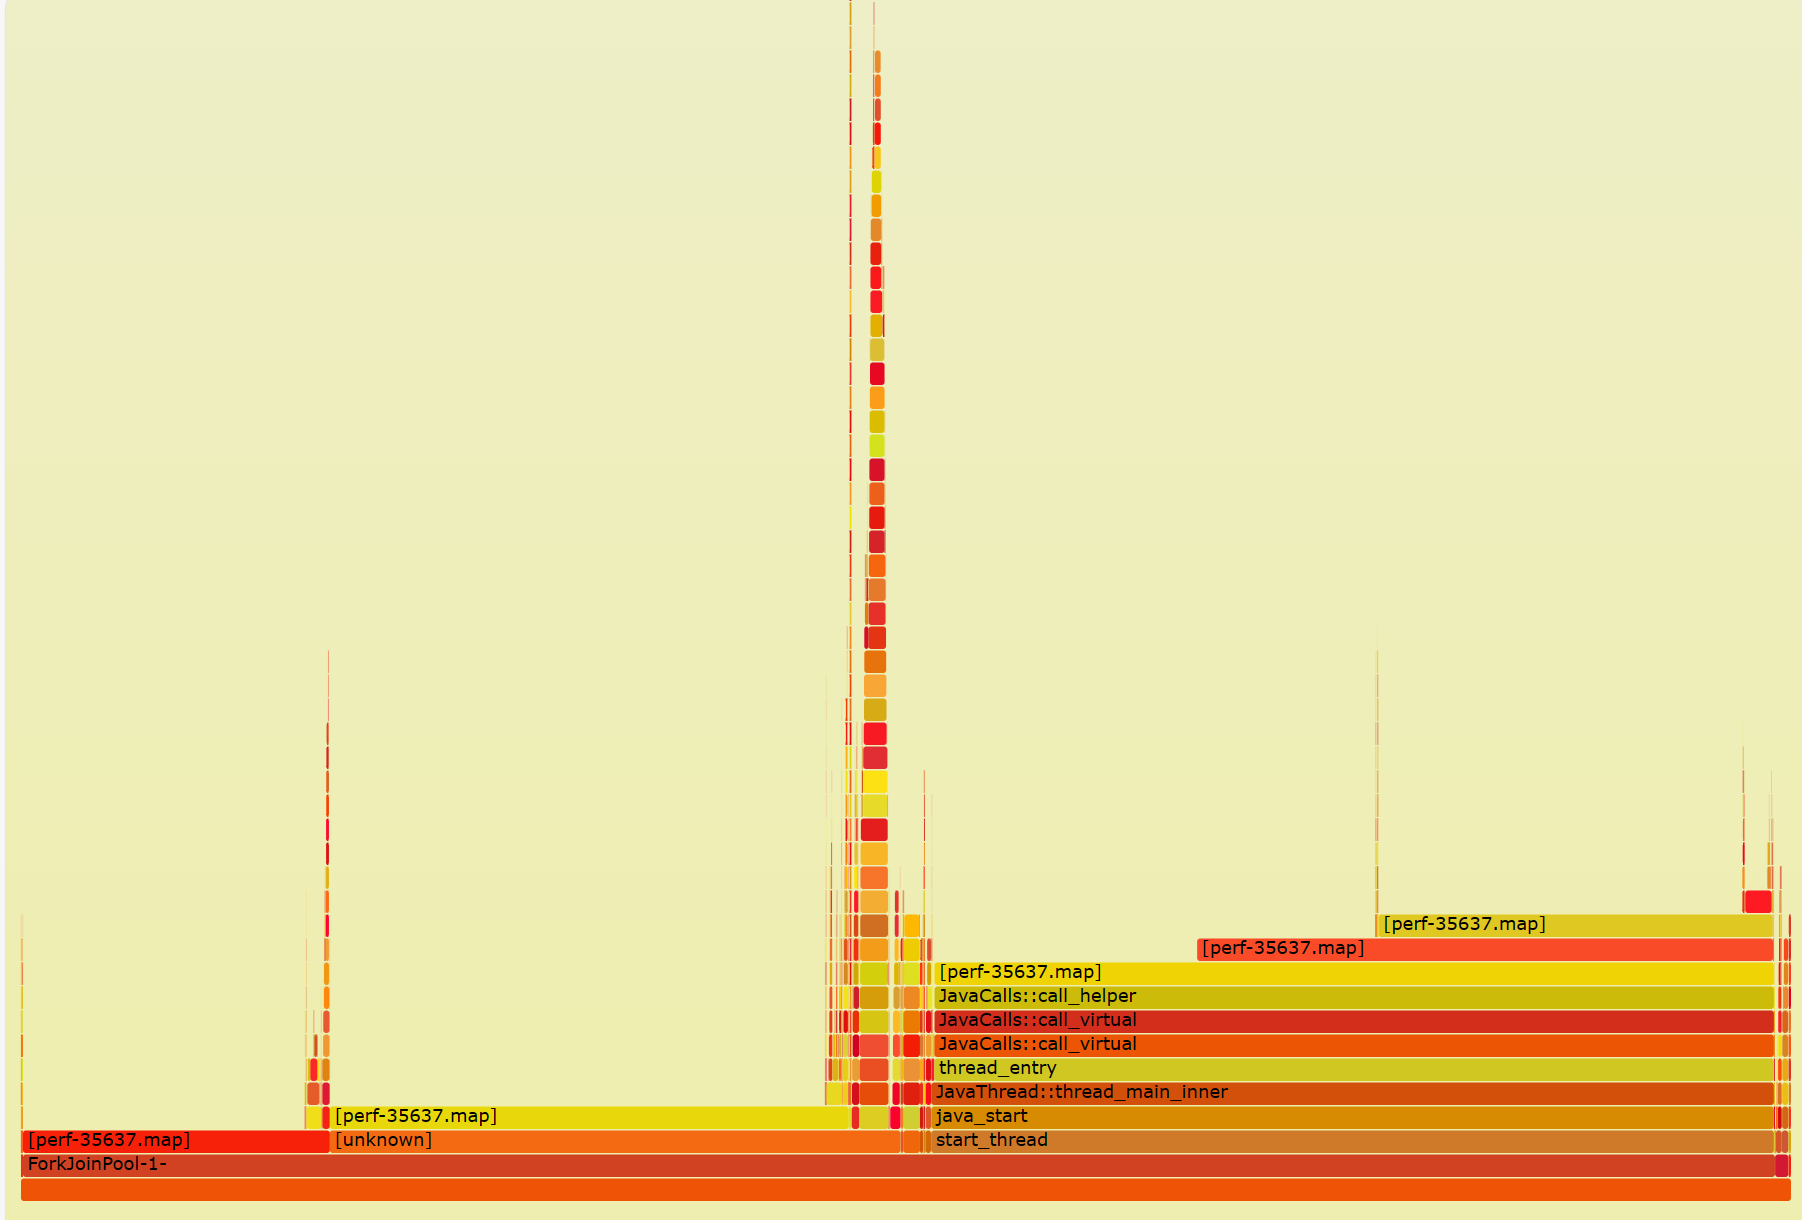 [perf-35637.map]
[perf-35637.map]
[perf-35637.map]
JavaCalls::call_helper
JavaCalls::call_virtual
JavaCalls::call_virtual
thread_entry
JavaThread::thread_main_inner
[perf-35637.map]
java_start
[perf-35637.map]
[unknown]
start_thread
ForkJoinPool-1-